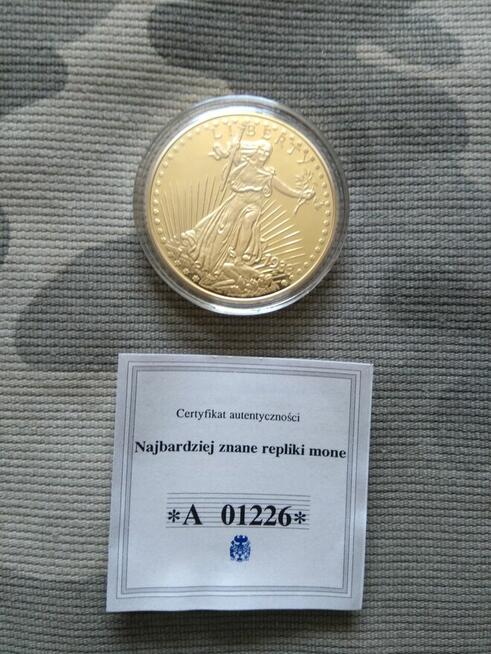 LIBERTY
Certyfikat autentyczności
Najbardziej znane repliki mone
*A 01226*